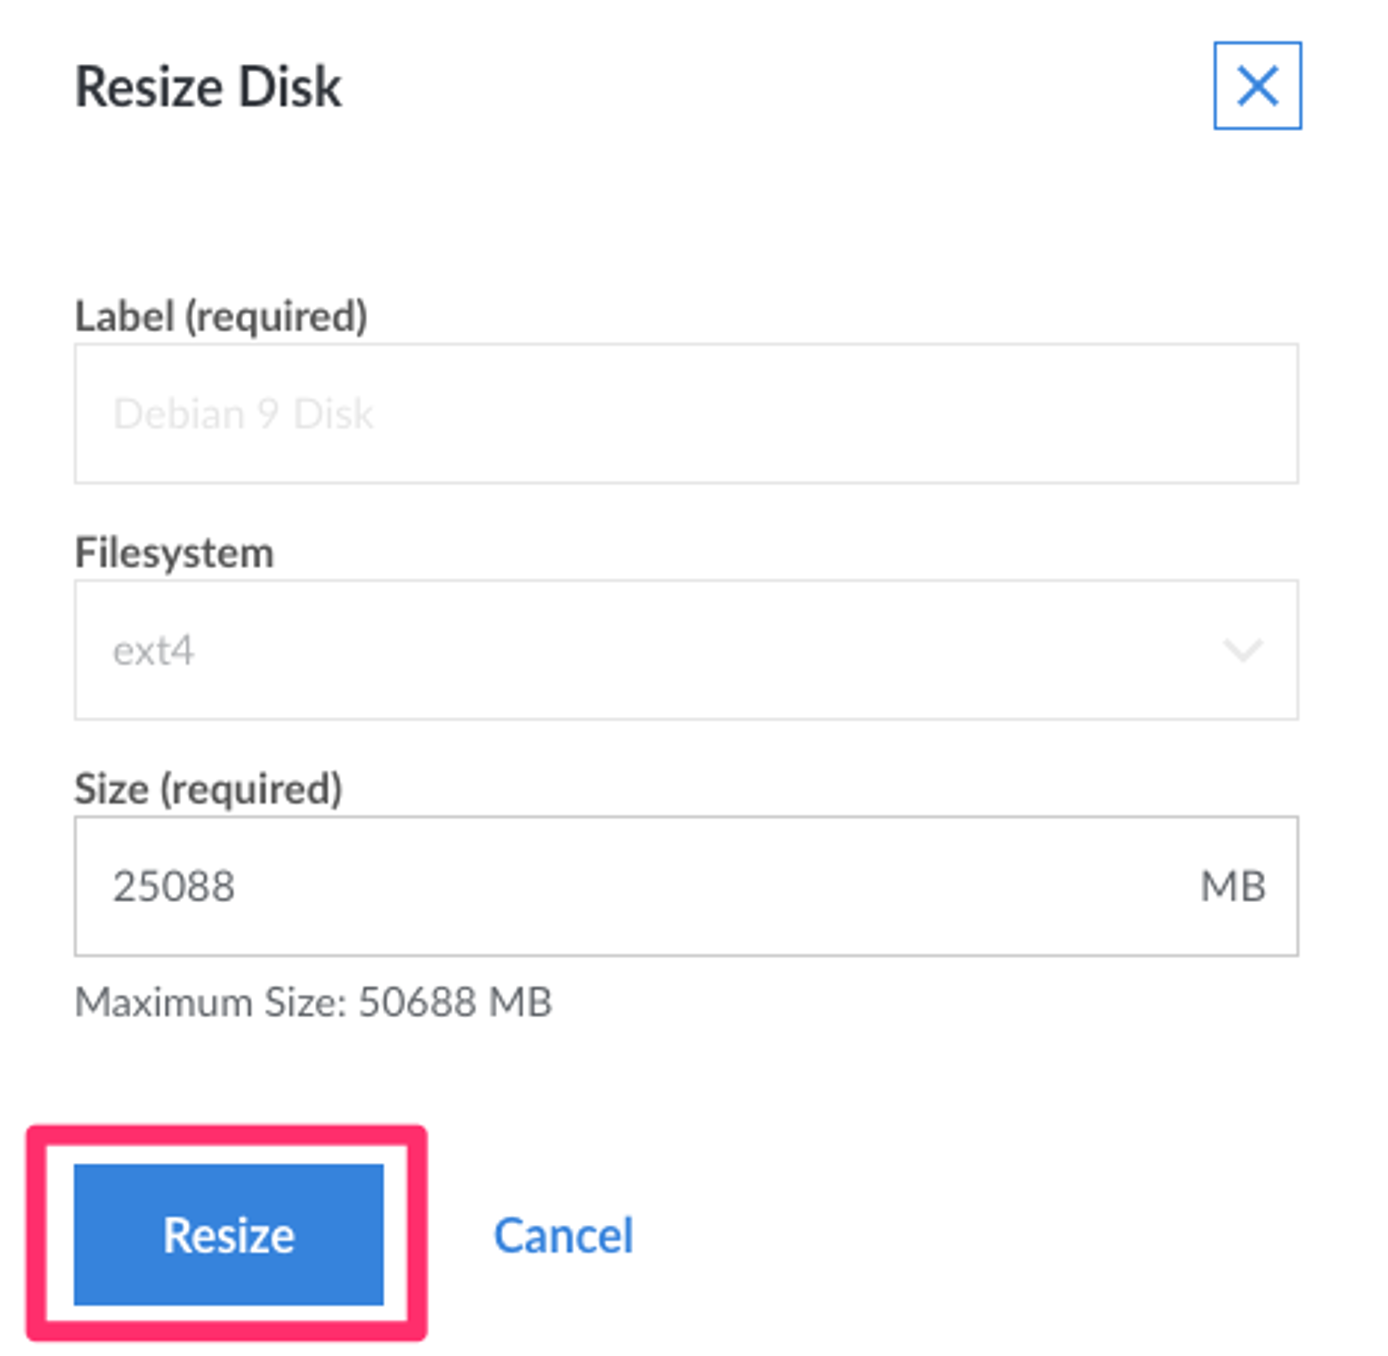 Resize Disk
Label (required)
Debian 9 Disk
Filesystem
ext4
Size (required)
25088 MB
Maximum Size: 50688 MB
Resize Cancel